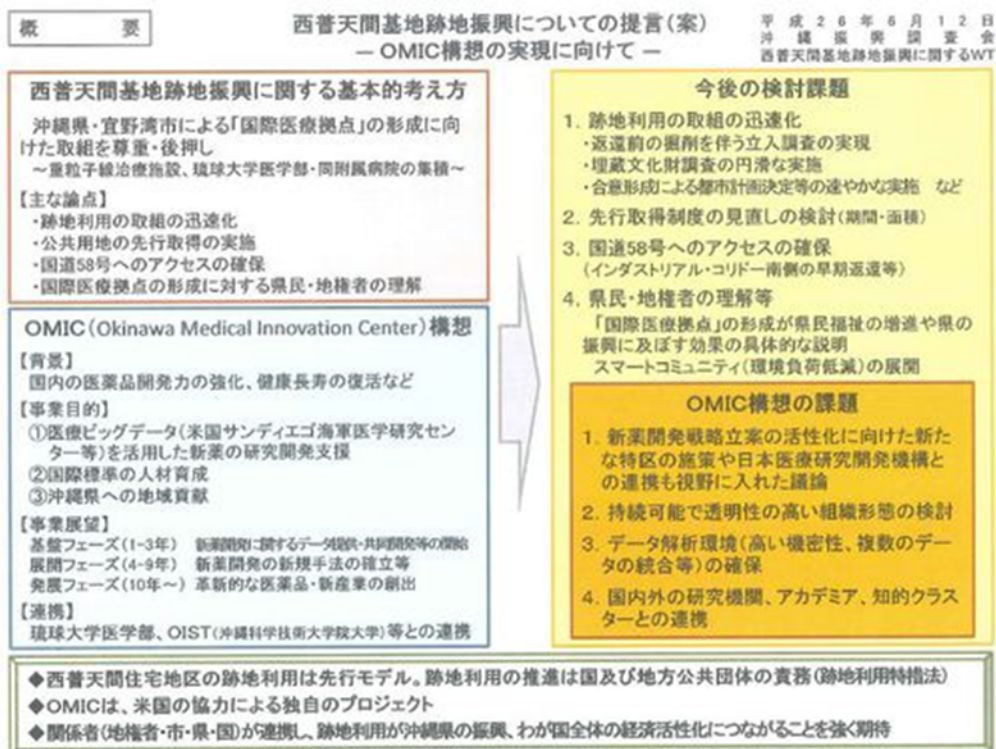 概　要
西普天間基地跡地振興についての提言（案）
― OMIC構想の実現に向けて ―
平成26年6月12日
沖縄振興調査会
西普天間基地跡地振興に関するWT
西普天間基地跡地振興に関する基本的考え方
沖縄県・宜野湾市による「国際医療拠点」の形成に向
けた取組を尊重・後押し
～重粒子線治療施設、琉球大学医学部・同附属病院の集積～
【主な論点】
・跡地利用の取組の迅速化
・公共用地の先行取得の実施
・国道58号へのアクセスの確保
・国際医療拠点の形成に対する県民・地権者の理解
OMIC（Okinawa Medical Innovation Center）構想
【背景】
国内の医薬品開発力の強化、健康長寿の復活など
【事業目的】
①医療ビッグデータ（米国サンディエゴ海軍医学研究セン
ター等）を活用した新薬の研究開発支援
②国際標準の人材育成
③沖縄県への地域貢献
【事業展望】
基盤フェーズ（1-3年）　新薬開発に関するデータ提供・共同開発等の開始
展開フェーズ（4-9年）　新薬開発の新規手法の確立等
発展フェーズ（10年～）　革新的な医薬品・新産業の創出
【連携】
琉球大学医学部、OIST（沖縄科学技術大学院大学）等との連携
今後の検討課題
1. 跡地利用の取組の迅速化
・返還前の掘削を伴う立入調査の実現
・埋蔵文化財調査の円滑な実施
・合意形成による都市計画決定等の速やかな実施　など
2. 先行取得制度の見直しの検討（期間・面積）
3. 国道58号へのアクセスの確保
（インダストリアル・コリドー南側の早期返還等）
4. 県民・地権者の理解等
「国際医療拠点」の形成が県民福祉の増進や県の
振興に及ぼす効果の具体的な説明
スマートコミュニティ（環境負荷低減）の展開
OMIC構想の課題
1. 新薬開発戦略立案の活性化に向けた新た
な特区の施策や日本医療研究開発機構と
の連携も視野に入れた議論
2. 持続可能で透明性の高い組織形態の検討
3. データ解析環境（高い機密性、複数のデー
タの統合等）の確保
4. 国内外の研究機関、アカデミア、知的クラス
ターとの連携
◆西普天間住宅地区の跡地利用は先行モデル。跡地利用の推進は国及び地方公共団体の責務（跡地利用特措法）
◆OMICは、米国の協力による独自のプロジェクト
◆関係者（地権者・市・県・国）が連携し、跡地利用が沖縄県の振興、わが国全体の経済活性化につながることを強く期待